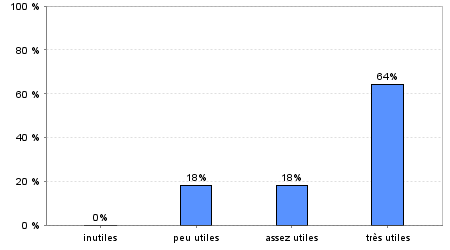 100 %
80 %
60 %
40 %
20 %
0 %
0%
18%
18%
64%
inutiles
peu utiles
assez utiles
très utiles